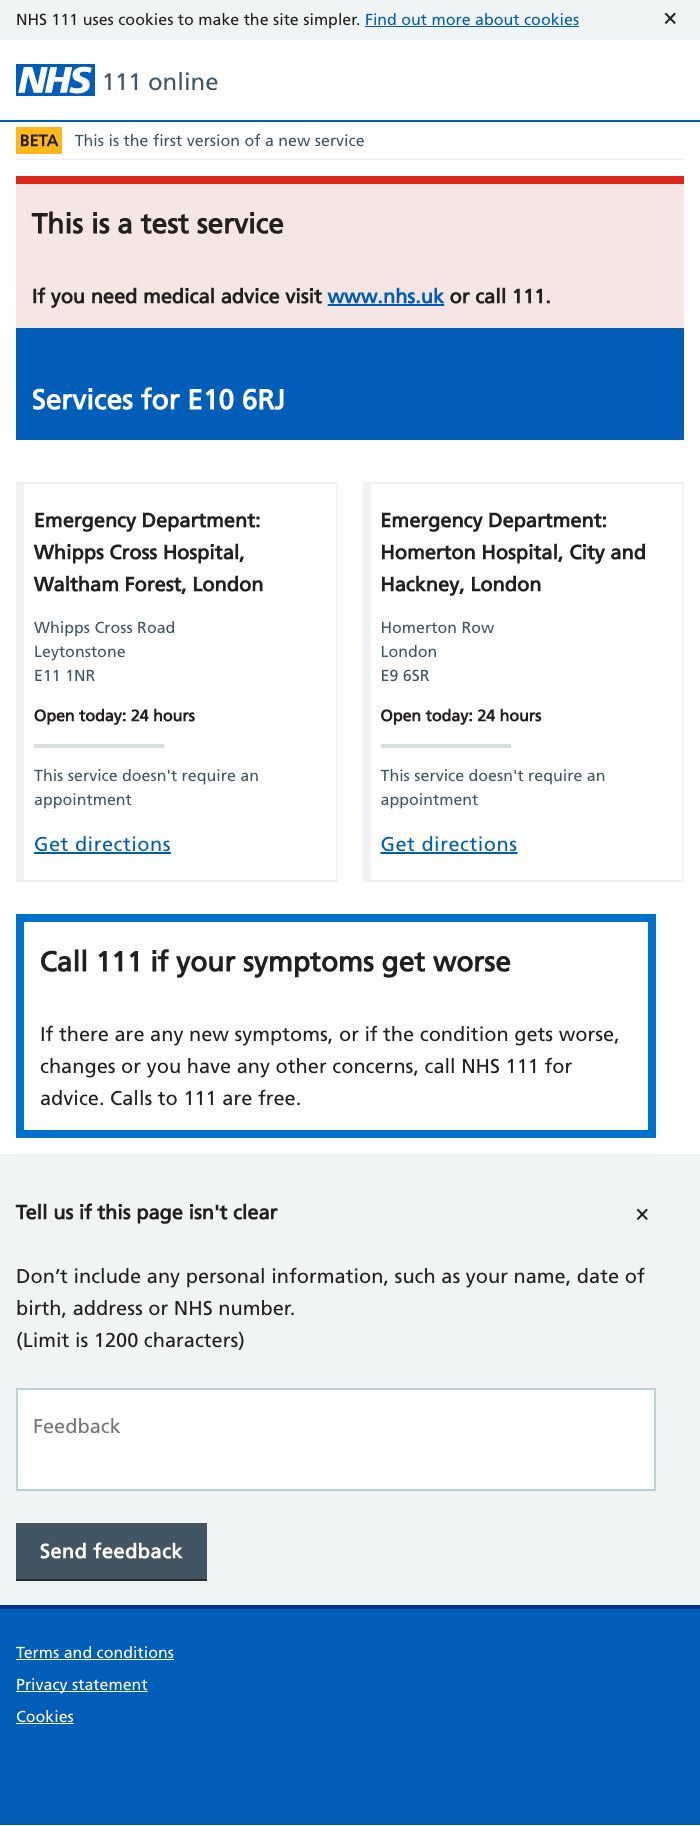 NHS 111 uses cookies to make the site simpler. Find out more about cookies ×
NHS 111 online
BETA This is the first version of a new service
This is a test service
If you need medical advice visit www.nhs.uk or call 111.
Services for E10 6RJ
Emergency Department:
Whipps Cross Hospital,
Waltham Forest, London
Whipps Cross Road
Leytonstone
E11 1NR
Open today: 24 hours
This service doesn't require an
appointment
Get directions
Emergency Department:
Homerton Hospital, City and
Hackney, London
Homerton Row
London
E9 6SR
Open today: 24 hours
This service doesn't require an
appointment
Get directions
Call 111 if your symptoms get worse
If there are any new symptoms, or if the condition gets worse,
changes or you have any other concerns, call NHS 111 for
advice. Calls to 111 are free.
Tell us if this page isn't clear ×
Don’t include any personal information, such as your name, date of
birth, address or NHS number.
(Limit is 1200 characters)
Feedback
Send feedback
Terms and conditions
Privacy statement
Cookies